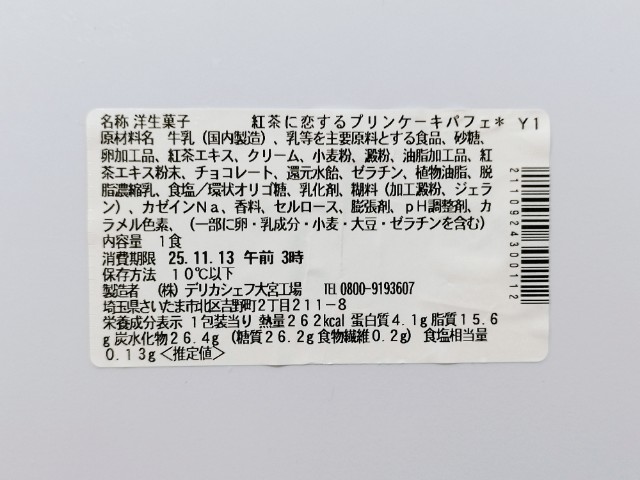 名称 洋生菓子 紅茶に恋するプリンケーキパフェ＊ Y1
原材料名 牛乳（国内製造）、乳等を主要原料とする食品、砂糖、
卵加工品、紅茶エキス、クリーム、小麦粉、澱粉、油脂加工品、紅
茶エキス粉末、チョコレート、還元水飴、ゼラチン、植物油脂、脱
脂濃縮乳、食塩／環状オリゴ糖、乳化剤、糊料（加工澱粉、ジェラ
ン）、カゼインNa、香料、セルロース、膨張剤、pH調整剤、カ
ラメル色素、（一部に卵・乳成分・小麦・大豆・ゼラチンを含む）
内容量 1食
消費期限 25.11.13 午前 3時
保存方法 10℃以下
製造者 （株）デリカシェフ大宮工場 TEL 0800-9193607
埼玉県さいたま市北区吉野町2丁目211-8
栄養成分表示 1包装当り 熱量262kcal 蛋白質4.1g 脂質15.6
g 炭水化物26.4g （糖質26.2g 食物繊維0.2g） 食塩相当量
0.13g＜推定値＞
2110924300112